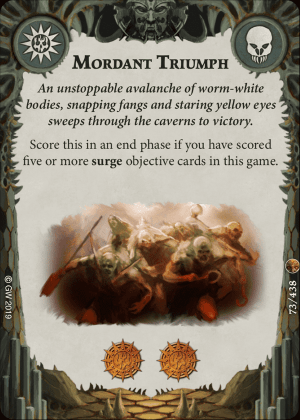 MORDANT TRIUMPH
An unstoppable avalanche of worm-white
bodies, snapping fangs and staring yellow eyes
sweeps through the caverns to victory.
Score this in an end phase if you have scored
five or more surge objective cards in this game.
© GW 2019
73/438